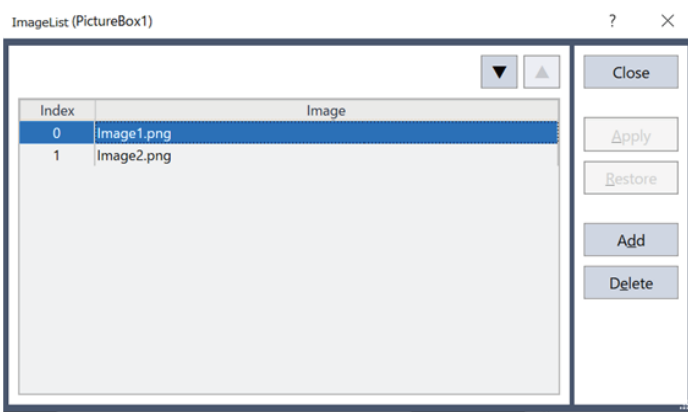 ImageList (PictureBox1)
?
Close
Index Image
0 Image1.png
1 Image2.png
Apply
Restore
Add
Delete